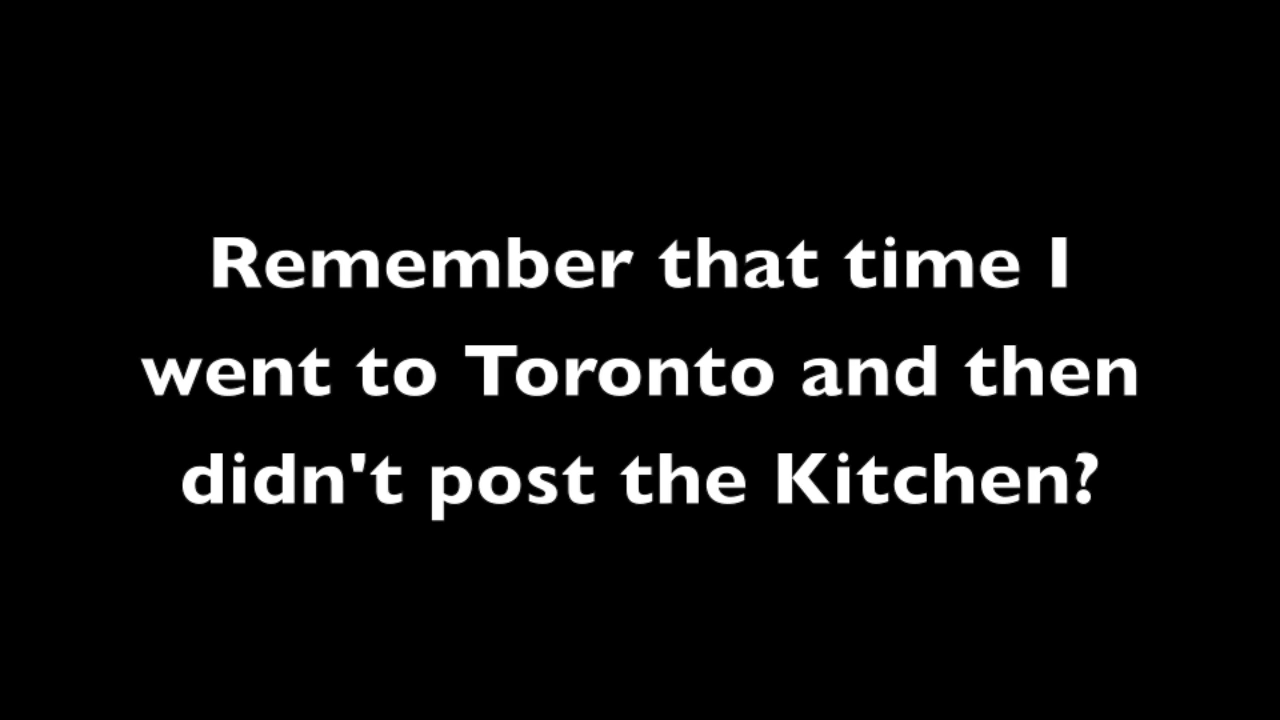 Remember that time I
went to Toronto and then
didn't post the Kitchen?